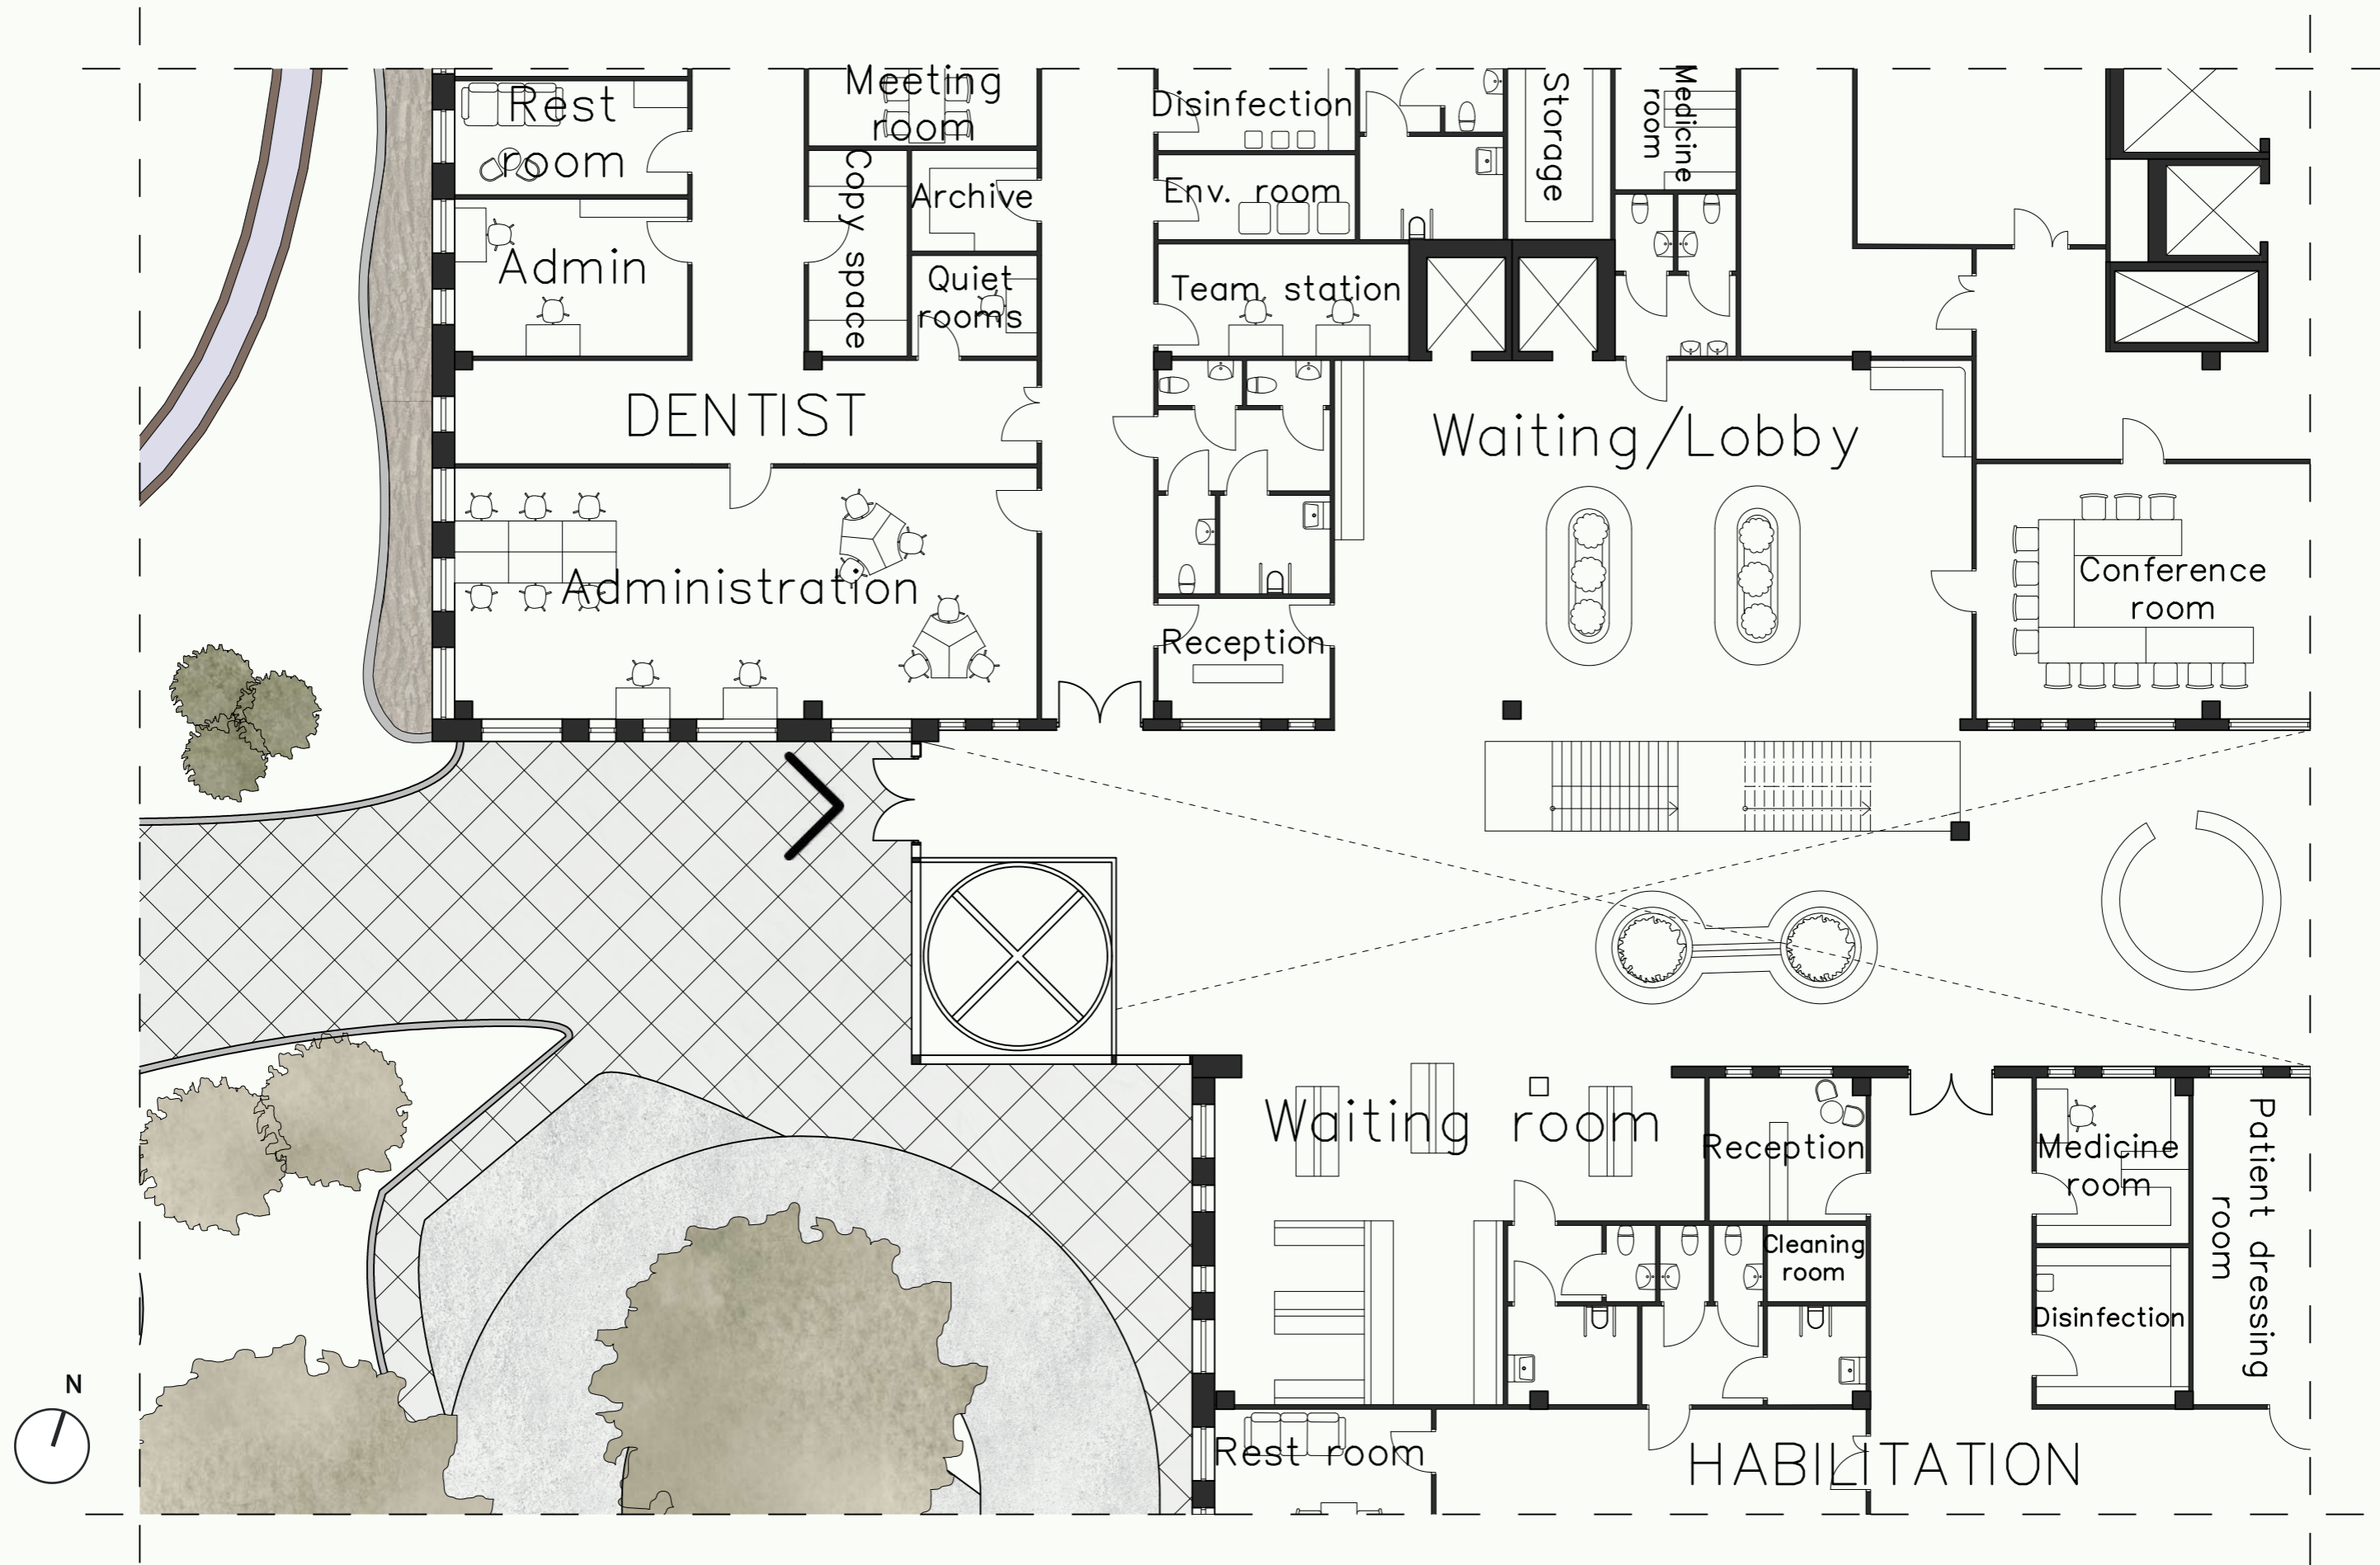 Meeting
room
Rest
room
Disinfection
Storage
Medicine
room
Copy space
Archive
Env. room
Admin
Quiet
rooms
Team station
DENTIST
Waiting/Lobby
Administration
Conference
room
Reception
Waiting room
Reception
Medicine
room
Patient dressing
room
Cleaning
room
Disinfection
N
Rest room
HABILITATION